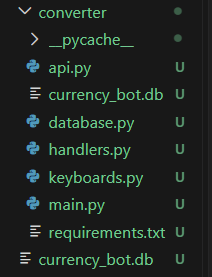 converter
__pycache__
api.py U
currency_bot.db U
database.py U
handlers.py U
keyboards.py U
main.py U
requirements.txt U
currency_bot.db U